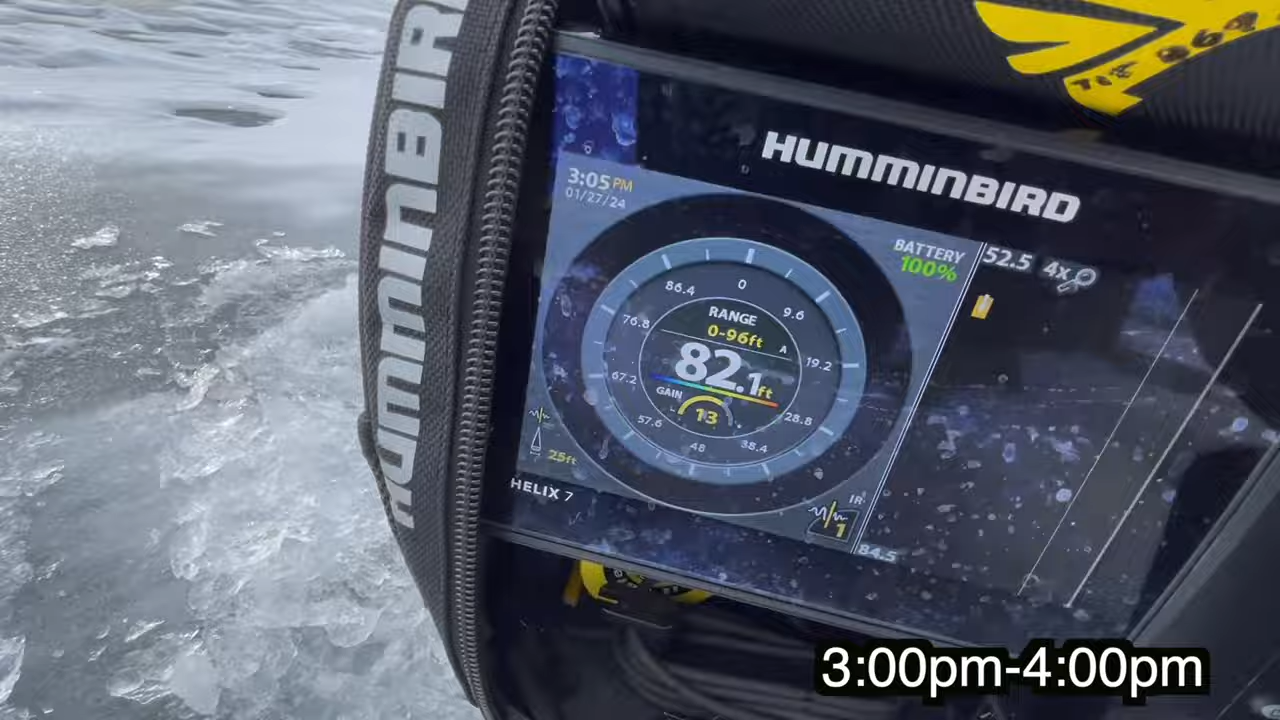 HUMMINBIR
HUMMINBIRD
3:05 PM
01/27/24
BATTERY
100%
52.5 4x
0
9.6
19.2
28.8
38.4
48
57.6
67.2
76.8
86.4
RANGE
0-96ft
A
82.1 ft
GAIN
13
25ft
IR
1
84.5
HELIX 7
3:00pm-4:00pm